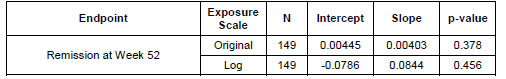 Endpoint Exposure Scale N Intercept Slope p-value
Remission at Week 52 Original 149 0.00445 0.00403 0.378
Log 149 -0.0786 0.0844 0.456